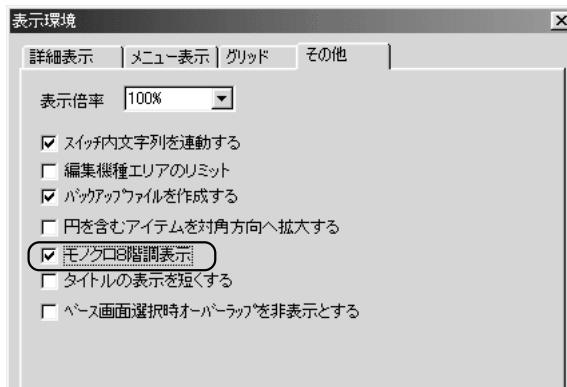 表示環境
詳細表示 メニュー表示 グリッド その他
表示倍率 100%
スイッチ内文字列を連動する
編集機種エリアのリミット
バックアップファイルを作成する
円を含むアイテムを対角方向へ拡大する
モノクロ8階調表示
タイトルの表示を短くする
ベース画面選択時オーバーラップを非表示とする